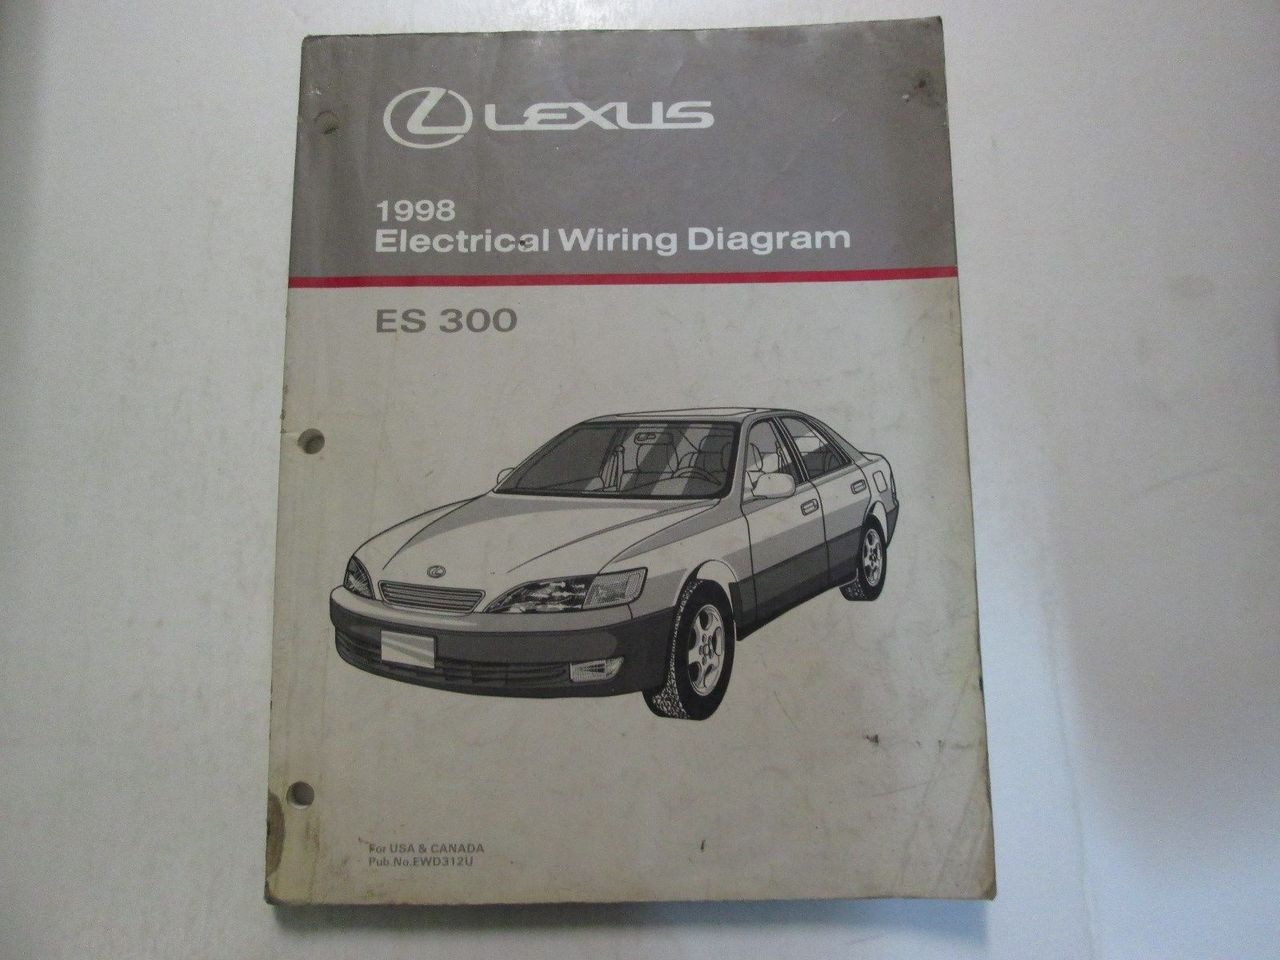 LEXUS
1998
Electrical Wiring Diagram
ES 300
For USA & CANADA
Pub.No.EWD312U